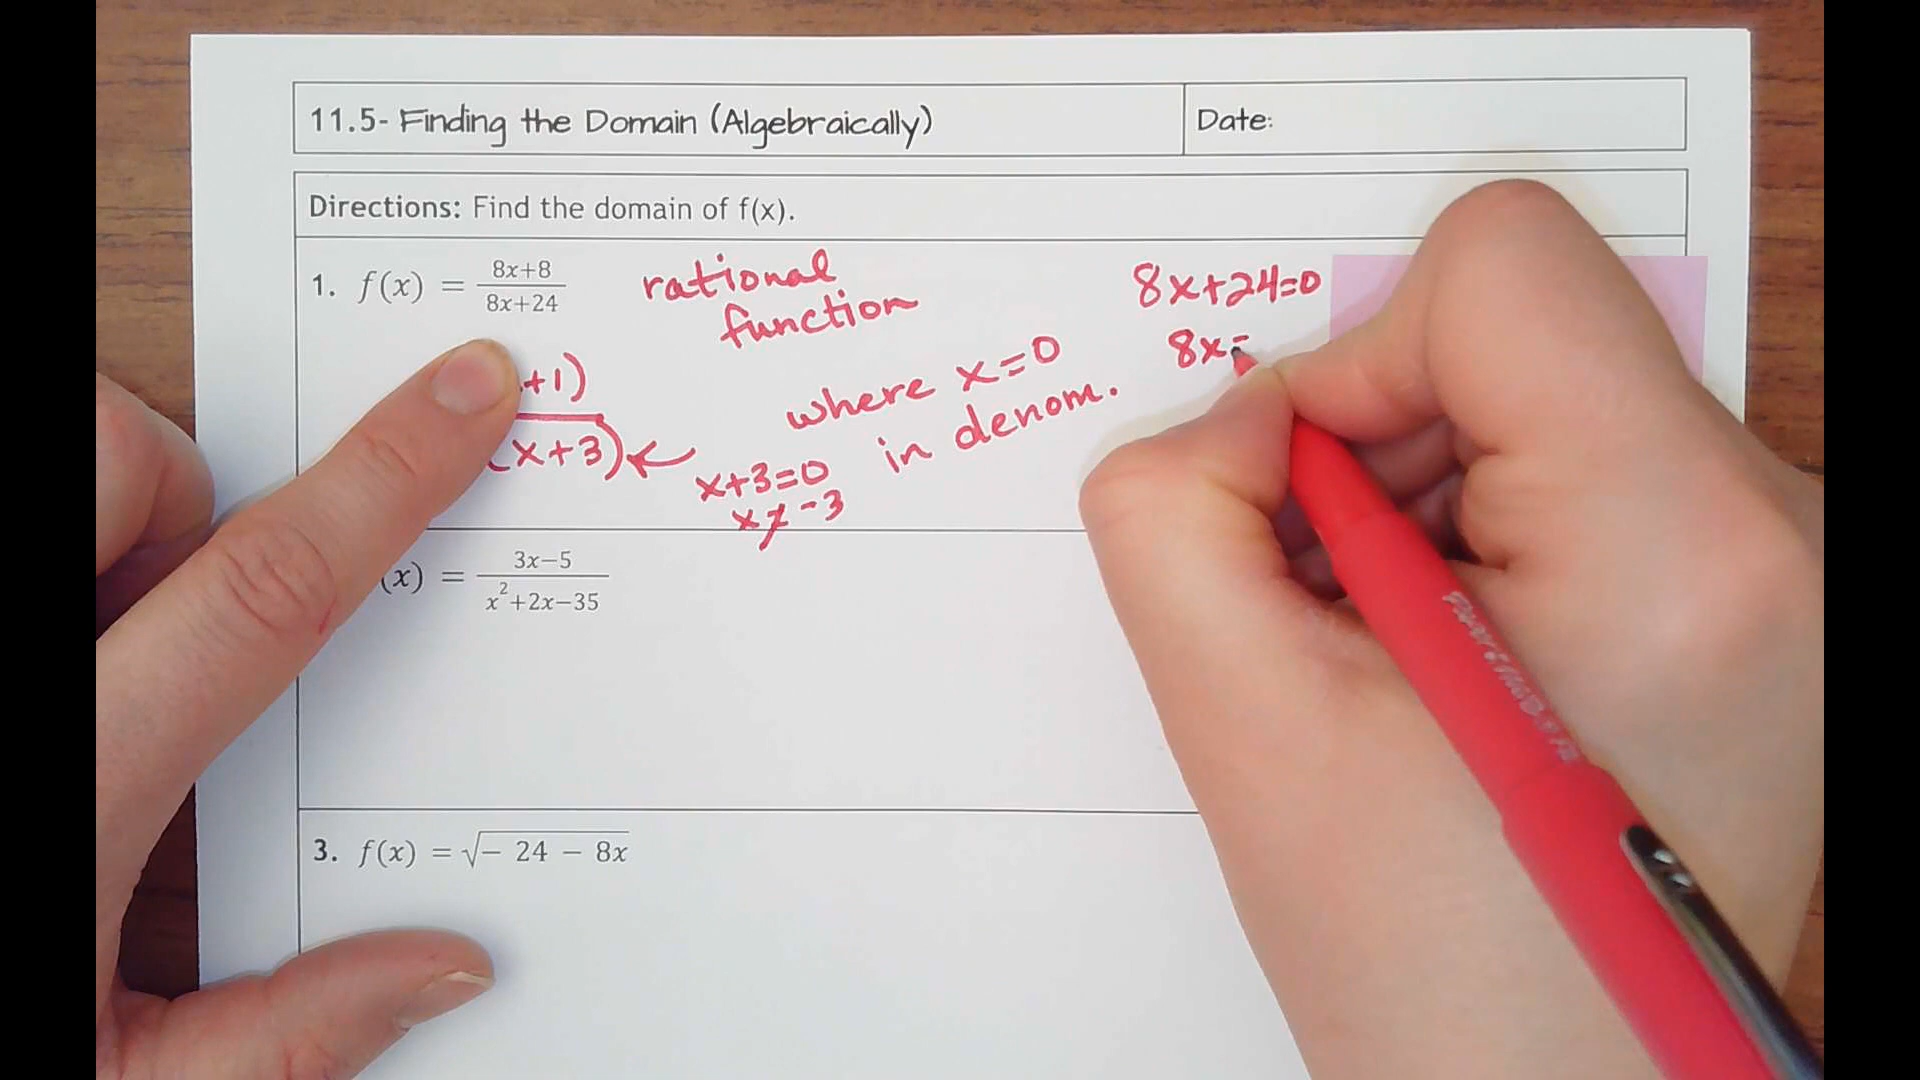 11.5- Finding the Domain (Algebraically)
Date:
Directions: Find the domain of f(x).
1. f(x) = 8x+8 / 8x+24
rational
function
8x+24=0
8x=
+1)
x+3)
where x=0
in denom.
x+3=0
x≠-3
(x) = 3x−5 / x²+2x−35
3. f(x) = √− 24 − 8x